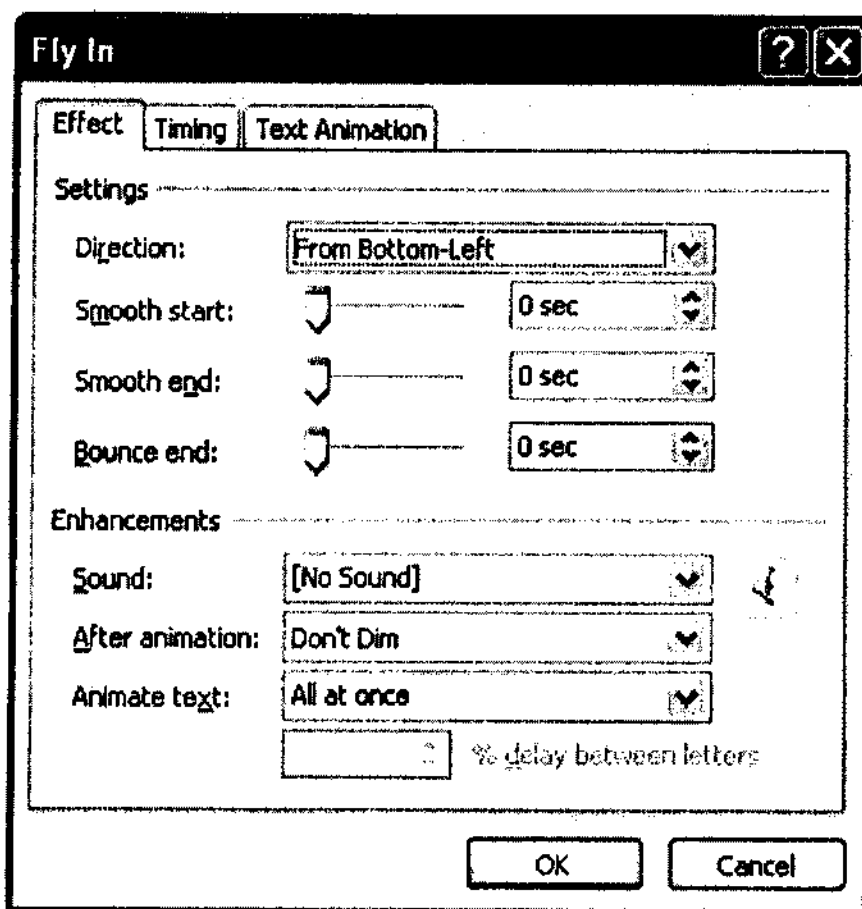 Fly In
Effect Timing Text Animation
Settings
Direction: From Bottom-Left
Smooth start: 0 sec
Smooth end: 0 sec
Bounce end: 0 sec
Enhancements
Sound: [No Sound]
After animation: Don't Dim
Animate text: All at once
% delay between letters
OK Cancel